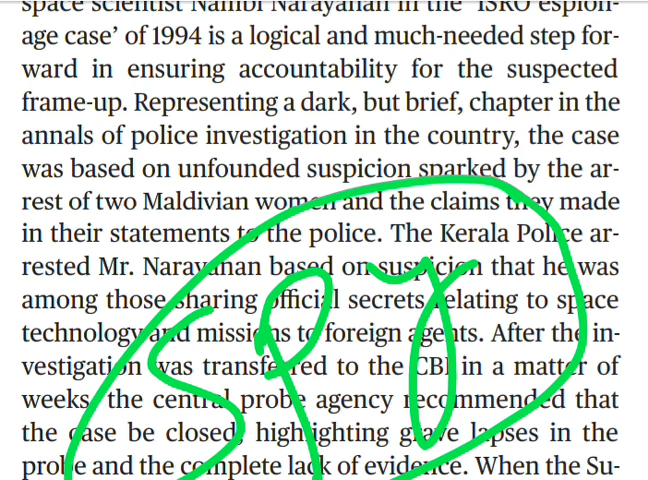 space scientist Nambi Narayanan in the ‘ISRO espion-
age case’ of 1994 is a logical and much-needed step for-
ward in ensuring accountability for the suspected
frame-up. Representing a dark, but brief, chapter in the
annals of police investigation in the country, the case
was based on unfounded suspicion sparked by the ar-
rest of two Maldivian women and the claims they made
in their statements to the police. The Kerala Police ar-
rested Mr. Narayanan based on suspicion that he was
among those sharing official secrets relating to space
technology and missions to foreign agents. After the in-
vestigation was transferred to the CBI in a matter of
weeks, the central probe agency recommended that
the case be closed, highlighting grave lapses in the
probe and the complete lack of evidence. When the Su-